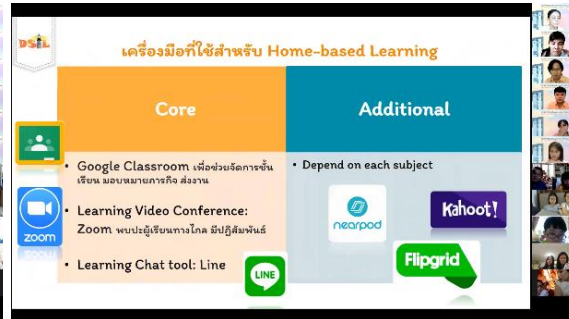 DSIL
เครื่องมือที่ใช้สำหรับ Home-based Learning
Core
• Google Classroom เพื่อช่วยจัดการชั้น
เรียน มอบหมายภารกิจ ส่งงาน
• Learning Video Conference:
Zoom พบปะผู้เรียนทางไกล มีปฏิสัมพันธ์
• Learning Chat tool: Line
zoom
LINE
Additional
• Depend on each subject
nearpod
Kahoot!
Flipgrid